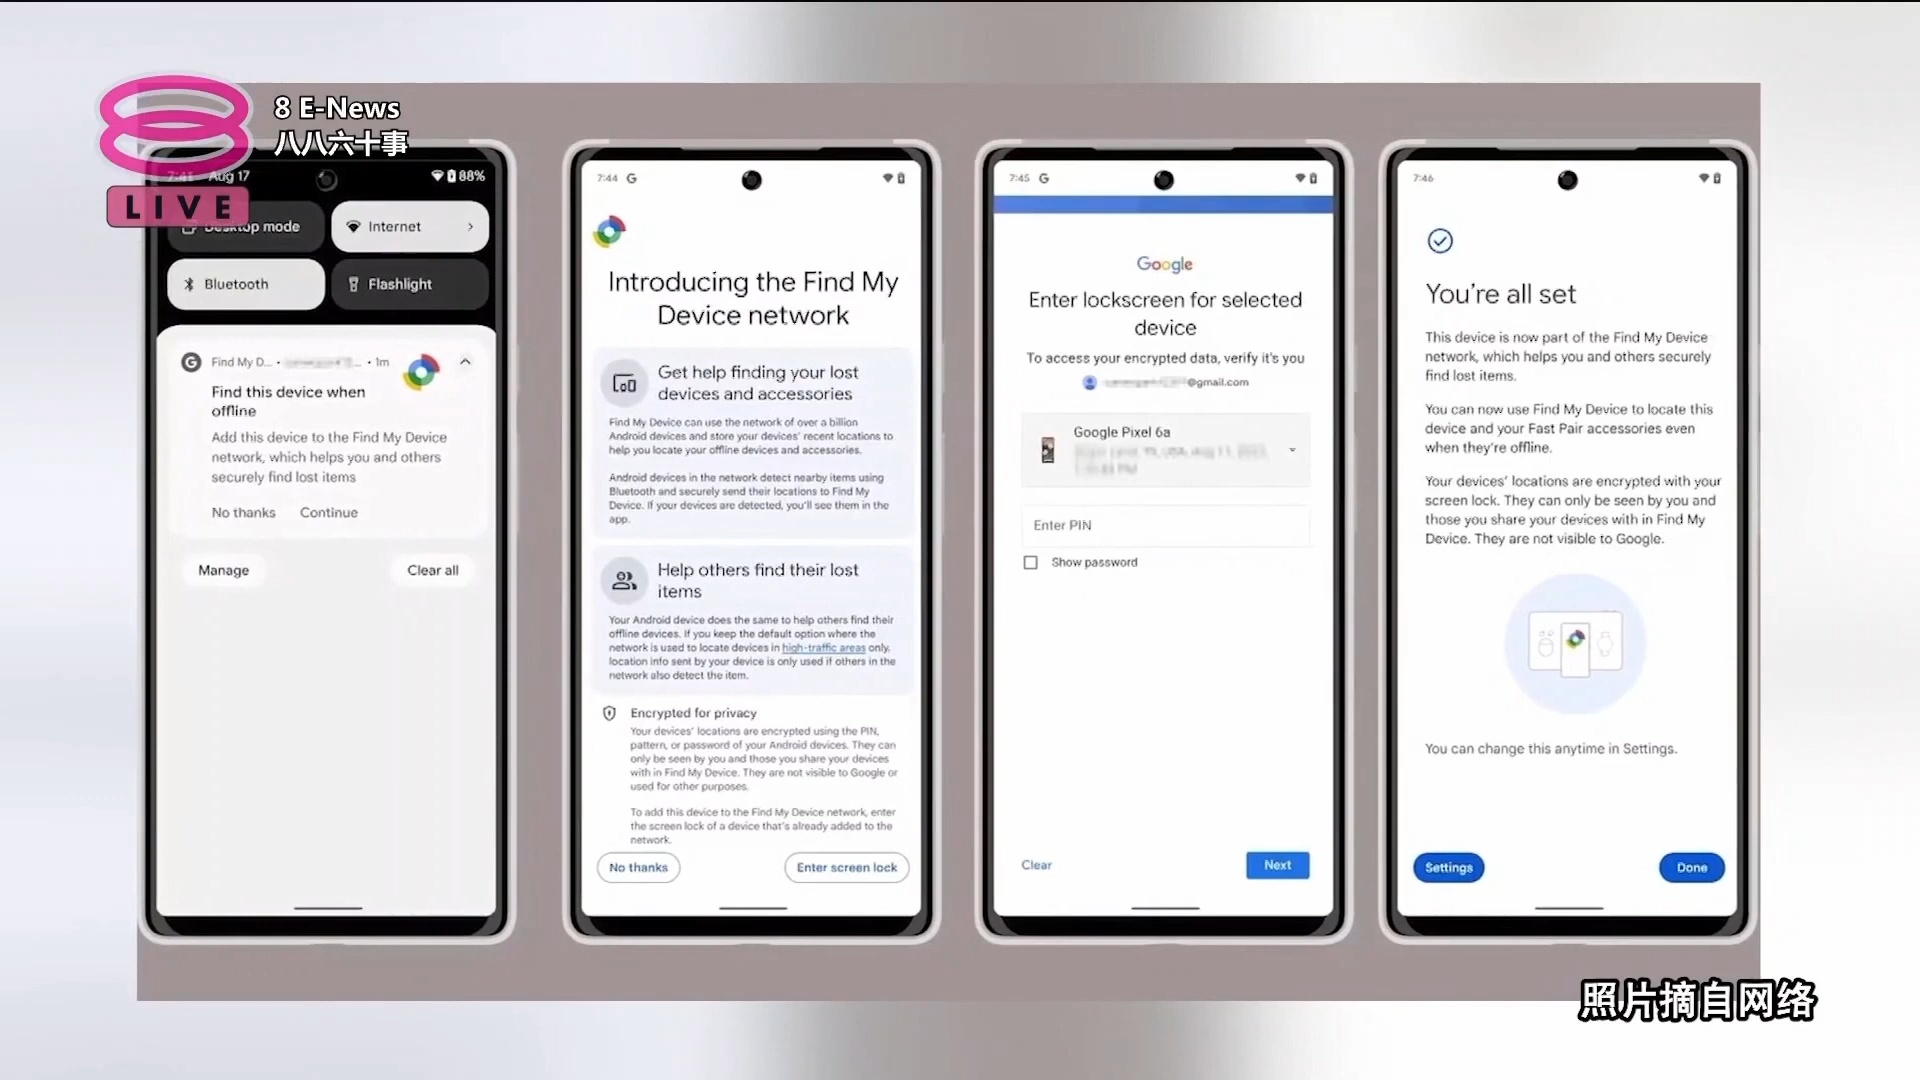 8 E-News
八八六十事
LIVE
7:41 Aug 17
88%
Desktop mode
Internet
Bluetooth
Flashlight
Find My D... •
• 1m
Find this device when
offline
Add this device to the Find My Device
network, which helps you and others
securely find lost items
No thanks
Continue
Manage
Clear all
7:44 G
Introducing the Find My
Device network
Get help finding your lost
devices and accessories
Find My Device can use the network of over a billion
Android devices and store your devices' recent locations to
help you locate your offline devices and accessories.
Android devices in the network detect nearby items using
Bluetooth and securely send their locations to Find My
Device. If your devices are detected, you'll see them in the
app.
Help others find their lost
items
Your Android device does the same to help others find their
offline devices. If you keep the default option where the
network is used to locate devices in high-traffic areas only,
location info sent by your device is only used if others in the
network also detect the item.
Encrypted for privacy
Your devices' locations are encrypted using the PIN,
pattern, or password of your Android devices. They can
only be seen by you and those you share your devices
with in Find My Device. They are not visible to Google or
used for other purposes.
To add this device to the Find My Device network, enter
the screen lock of a device that's already added to the
network.
No thanks
Enter screen lock
7:45 G
Google
Enter lockscreen for selected
device
To access your encrypted data, verify it's you
@gmail.com
Google Pixel 6a
Enter PIN
Show password
Clear
Next
7:46
You're all set
This device is now part of the Find My Device
network, which helps you and others securely
find lost items.
You can now use Find My Device to locate this
device and your Fast Pair accessories even
when they're offline.
Your devices' locations are encrypted with your
screen lock. They can only be seen by you and
those you share your devices with in Find My
Device. They are not visible to Google.
You can change this anytime in Settings.
Settings
Done
照片摘自网络